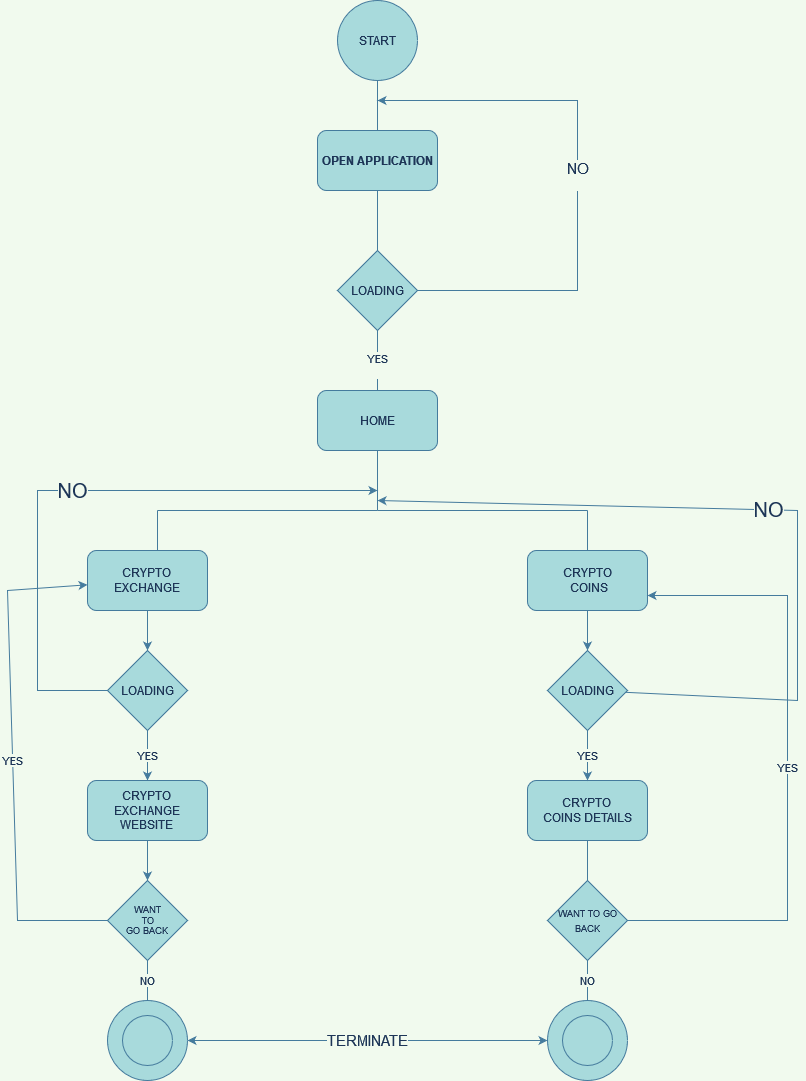 START
OPEN APPLICATION
NO
LOADING
YES
HOME
NO
NO
CRYPTO
EXCHANGE
CRYPTO
COINS
LOADING
LOADING
YES
YES
YES
YES
CRYPTO
EXCHANGE
WEBSITE
CRYPTO
COINS DETAILS
WANT
TO
GO BACK
WANT TO GO
BACK
NO
NO
TERMINATE